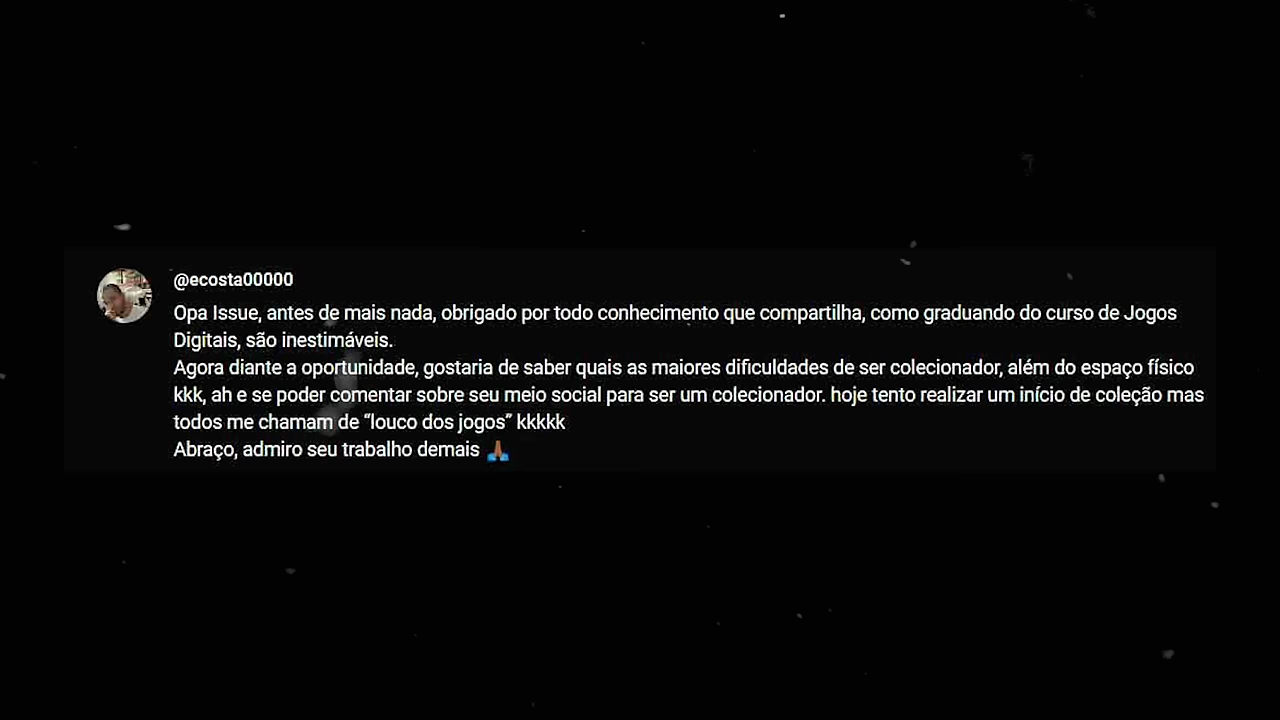 @ecosta00000
Opa Issue, antes de mais nada, obrigado por todo conhecimento que compartilha, como graduando do curso de Jogos
Digitais, são inestimáveis.
Agora diante a oportunidade, gostaria de saber quais as maiores dificuldades de ser colecionador, além do espaço físico
kkk, ah e se poder comentar sobre seu meio social para ser um colecionador. hoje tento realizar um início de coleção mas
todos me chamam de “louco dos jogos” kkkkk
Abraço, admiro seu trabalho demais 🙏🏾